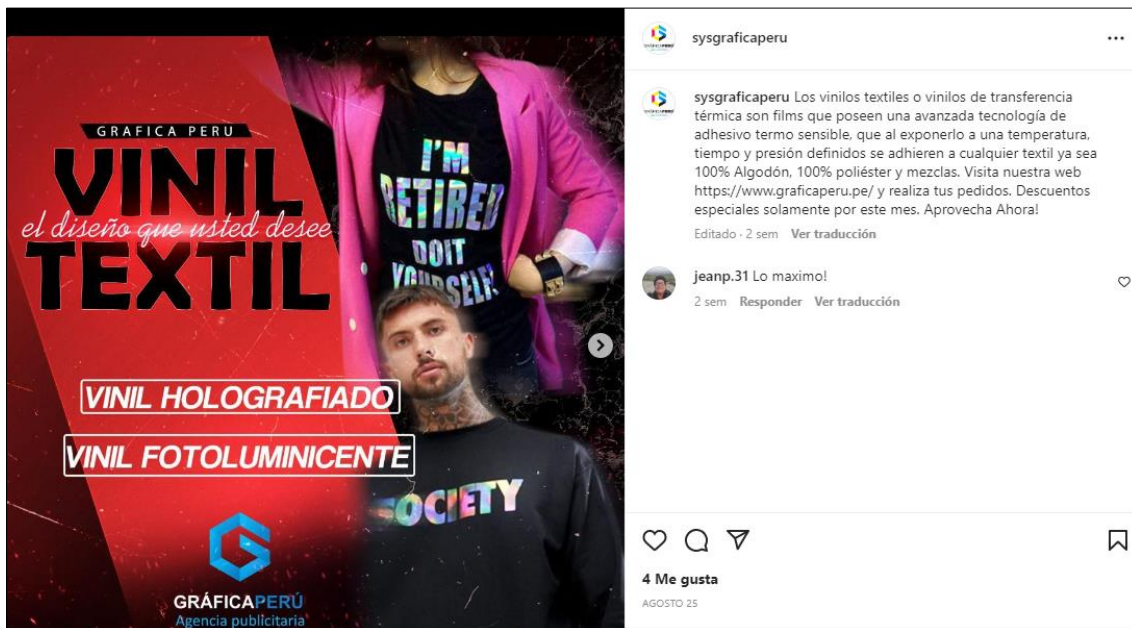 GRAFICA PERU
VINIL
el diseño que usted desee
TEXTIL
I'M
RETIRED
DOIT
YOURSELF!
SOCIETY
VINIL HOLOGRAFIADO
VINIL FOTOLUMINICENTE
GRÁFICAPERÚ
Agencia publicitaria
sysgraficaperu
sysgraficaperu Los vinilos textiles o vinilos de transferencia
térmica son films que poseen una avanzada tecnología de
adhesivo termo sensible, que al exponerlo a una temperatura,
tiempo y presión definidos se adhieren a cualquier textil ya sea
100% Algodón, 100% poliéster y mezclas. Visita nuestra web
https://www.graficaperu.pe/ y realiza tus pedidos. Descuentos
especiales solamente por este mes. Aprovecha Ahora!
Editado · 2 sem Ver traducción
jeanp.31 Lo maximo!
2 sem Responder Ver traducción
4 Me gusta
AGOSTO 25